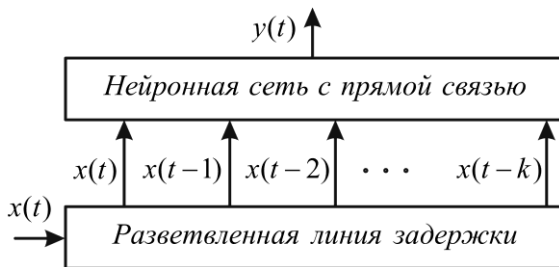 y(t)
Нейронная сеть с прямой связью
x(t) x(t−1) x(t−2) · · · x(t−k)
x(t)
Разветвленная линия задержки